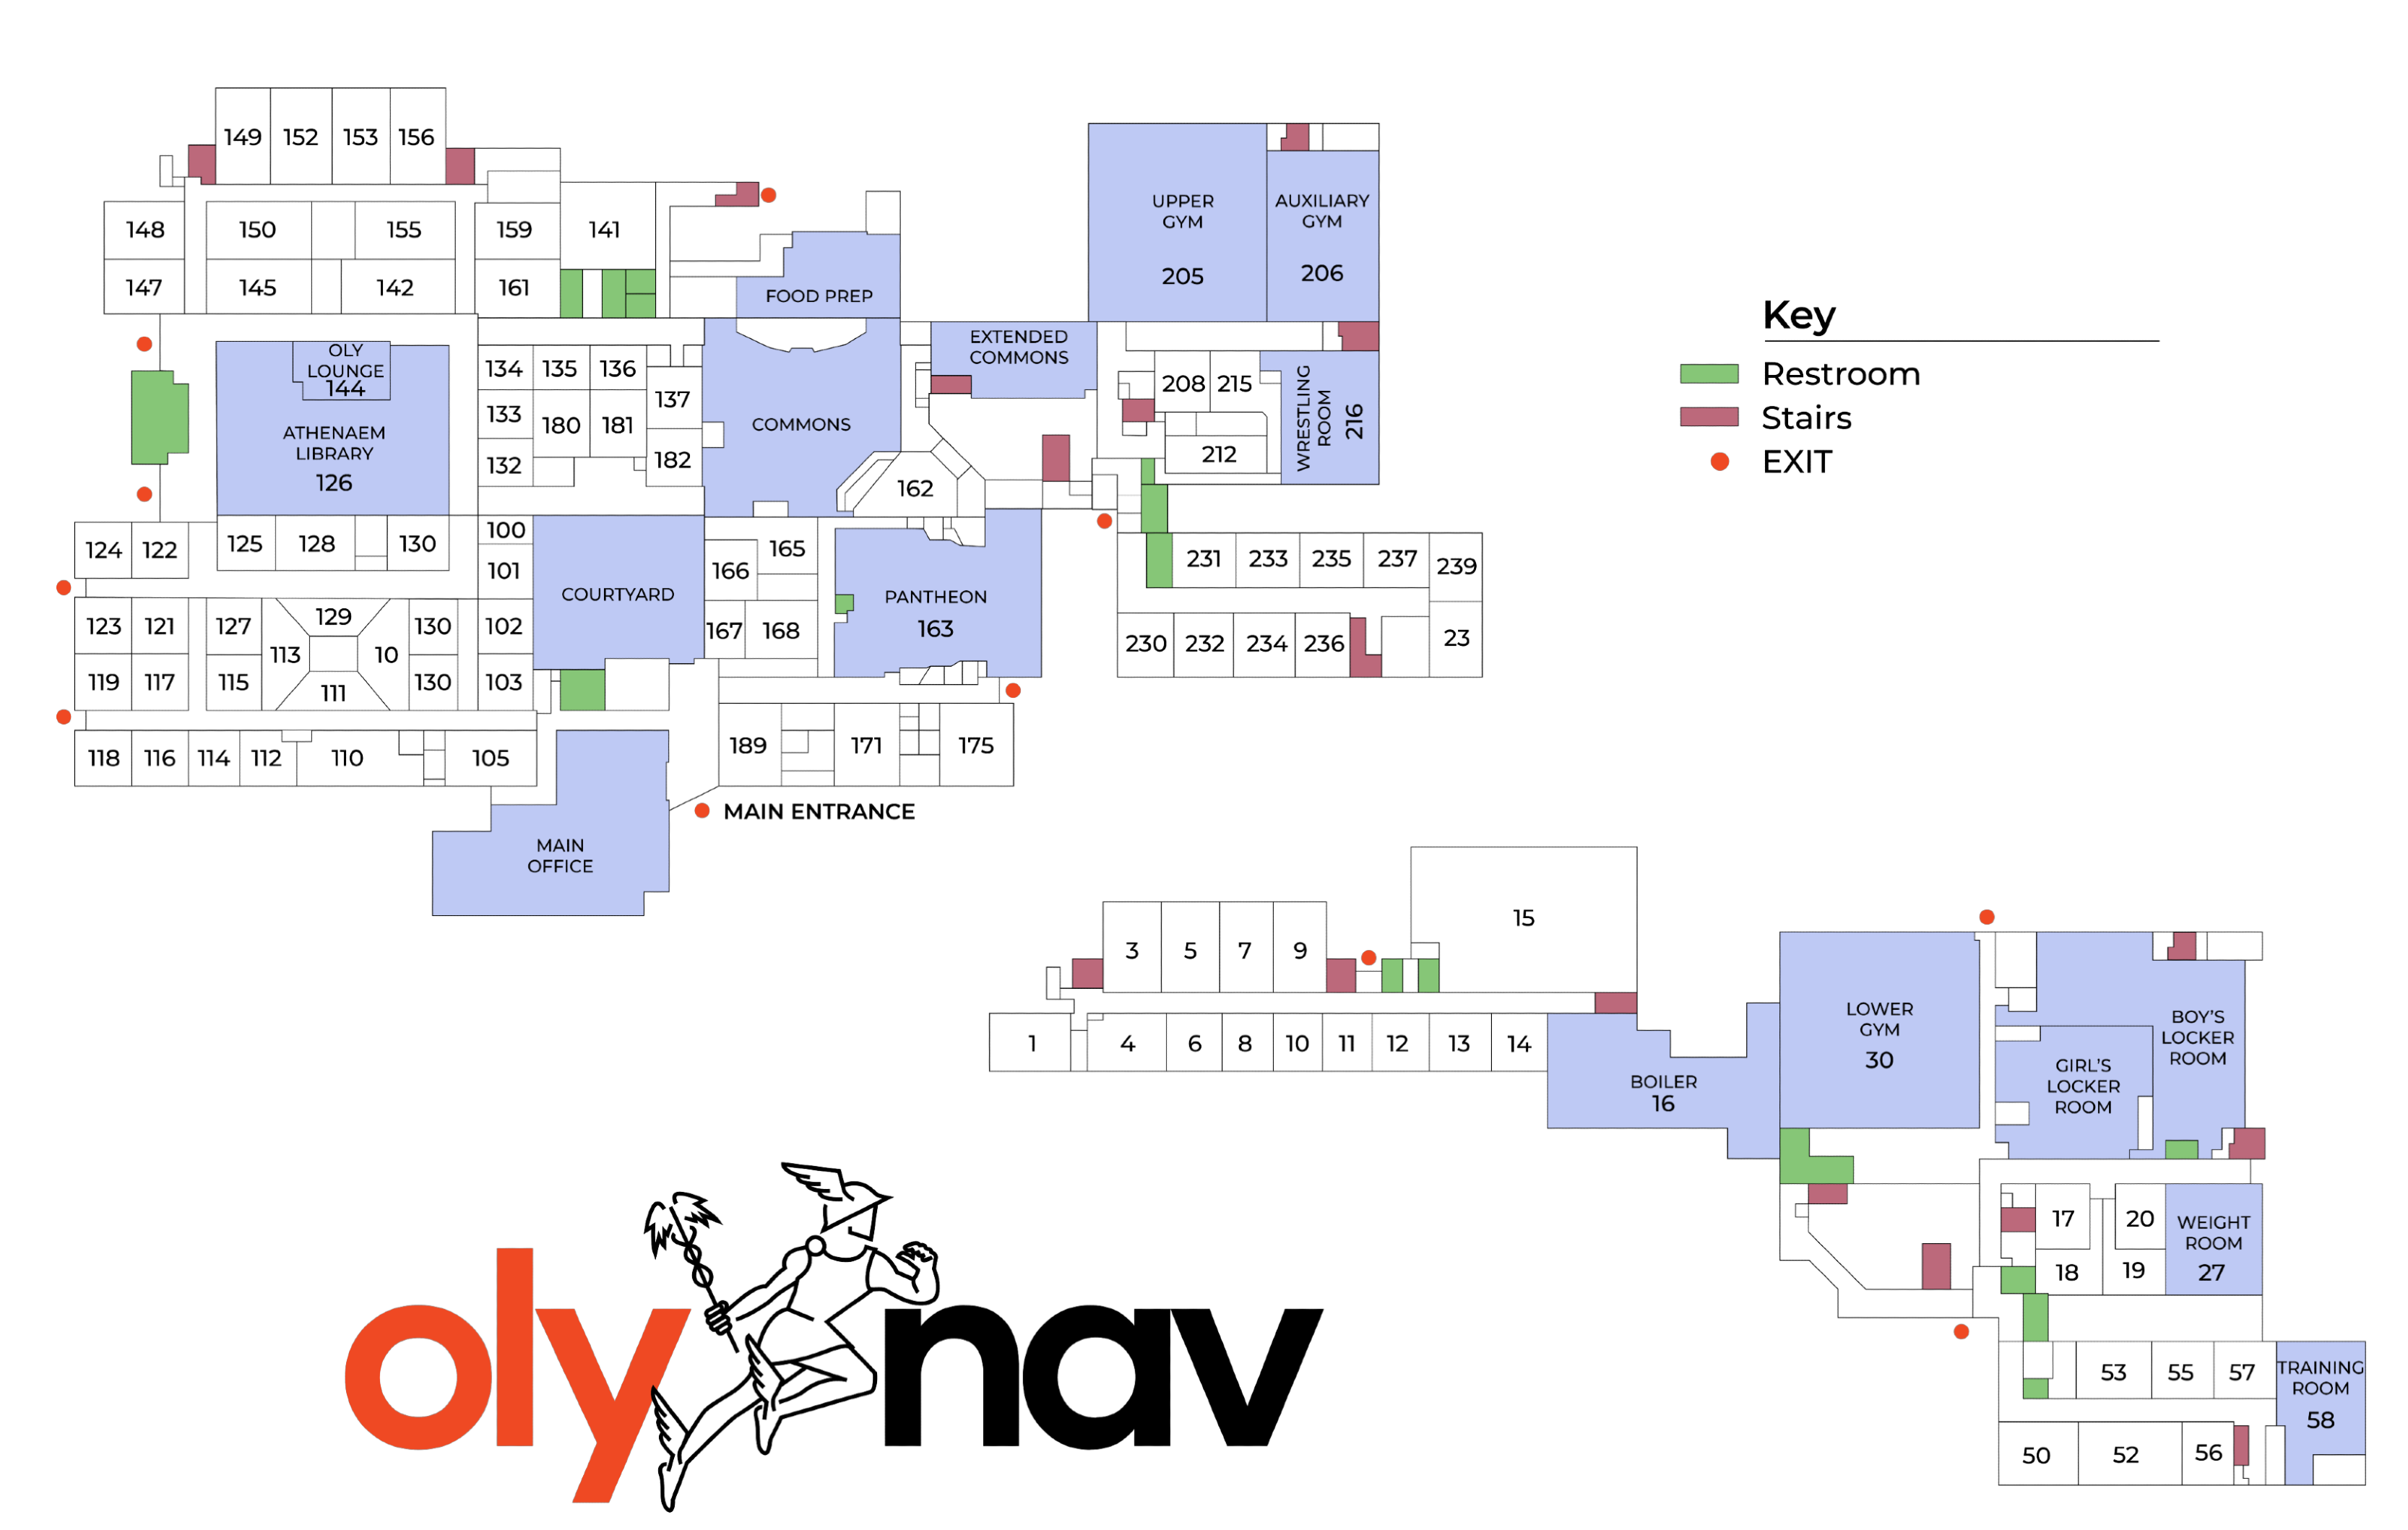 149 152 153 156
148 150 155 159 141
147 145 142 161
FOOD PREP
UPPER
GYM
205
AUXILIARY
GYM
206
OLY
LOUNGE
144
ATHENAEM
LIBRARY
126
134 135 136
137
133 180 181
132 182
COMMONS
EXTENDED
COMMONS
208 215
212
WRESTLING
ROOM
216
162
124 122 125 128 130 100
101
COURTYARD
165
166
167 168
PANTHEON
163
231 233 235 237 239
230 232 234 236 23
123 121 127 129 130 102
113 10
119 117 115 111 130 103
118 116 114 112 110 105
189 171 175
MAIN ENTRANCE
MAIN
OFFICE
Key
Restroom
Stairs
EXIT
15
3 5 7 9
1 4 6 8 10 11 12 13 14
BOILER
16
LOWER
GYM
30
BOY'S
LOCKER
ROOM
GIRL'S
LOCKER
ROOM
17 20
18 19
WEIGHT
ROOM
27
53 55 57
TRAINING
ROOM
58
50 52 56
oly nav